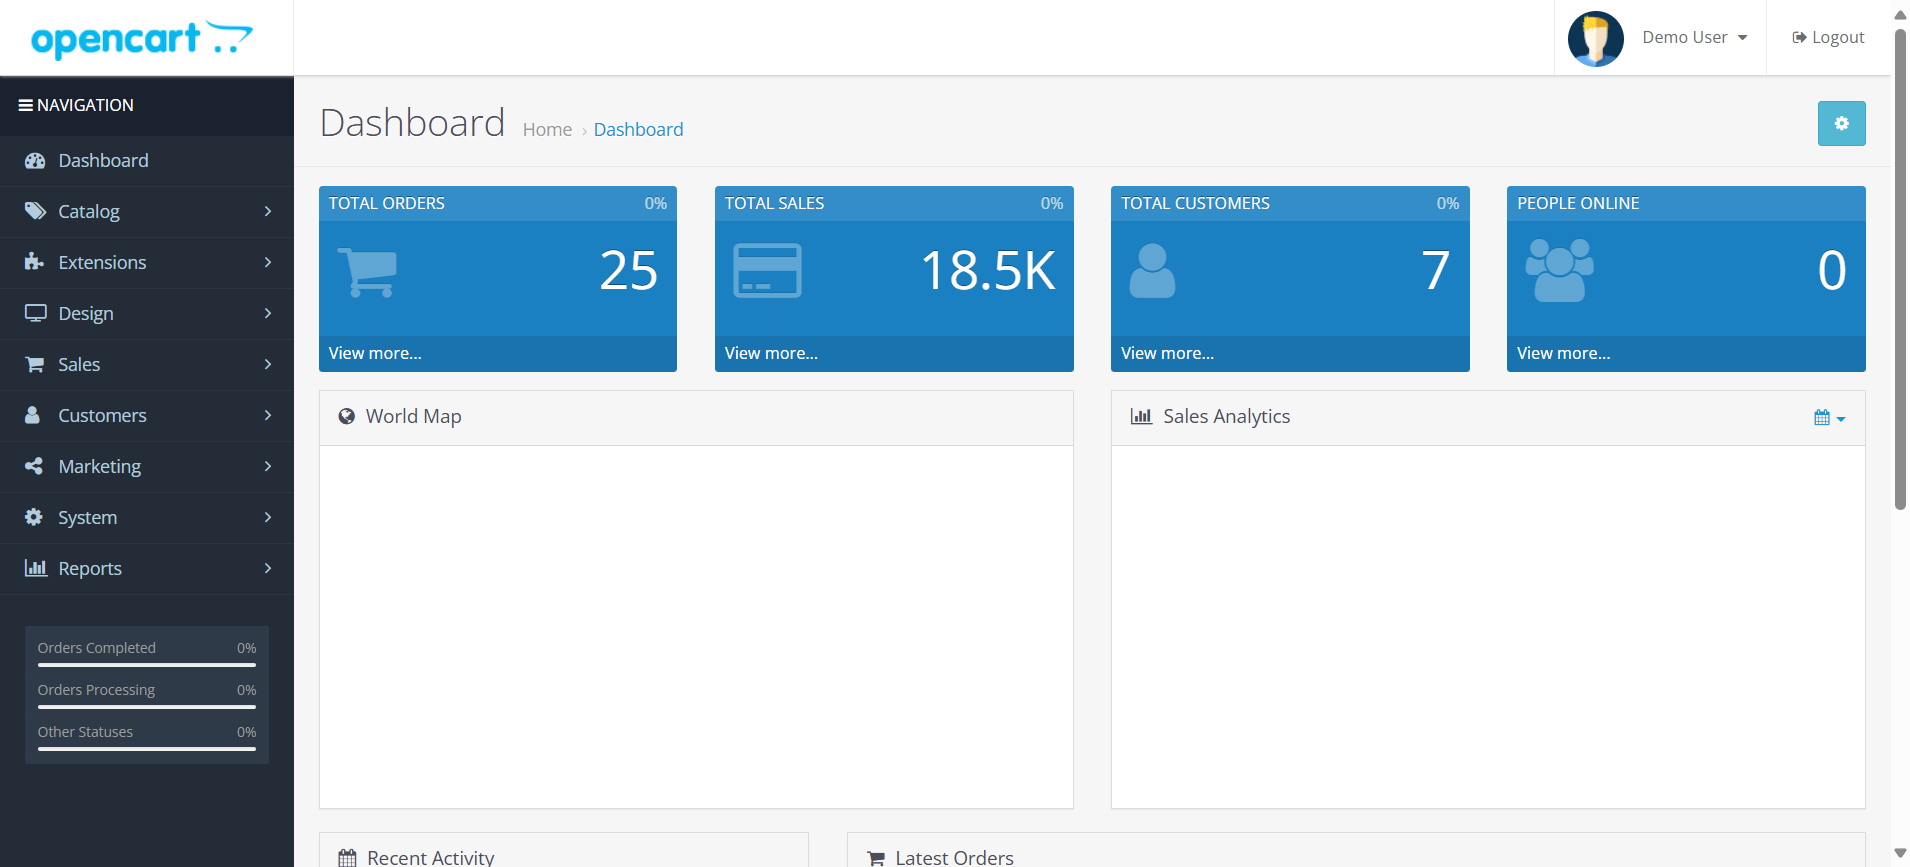 opencart
Demo User
Logout
NAVIGATION
Dashboard
Catalog
Extensions
Design
Sales
Customers
Marketing
System
Reports
Orders Completed 0%
Orders Processing 0%
Other Statuses 0%
Dashboard
Home › Dashboard
TOTAL ORDERS 0%
25
View more...
TOTAL SALES 0%
18.5K
View more...
TOTAL CUSTOMERS 0%
7
View more...
PEOPLE ONLINE
0
View more...
World Map
Sales Analytics
Recent Activity
Latest Orders